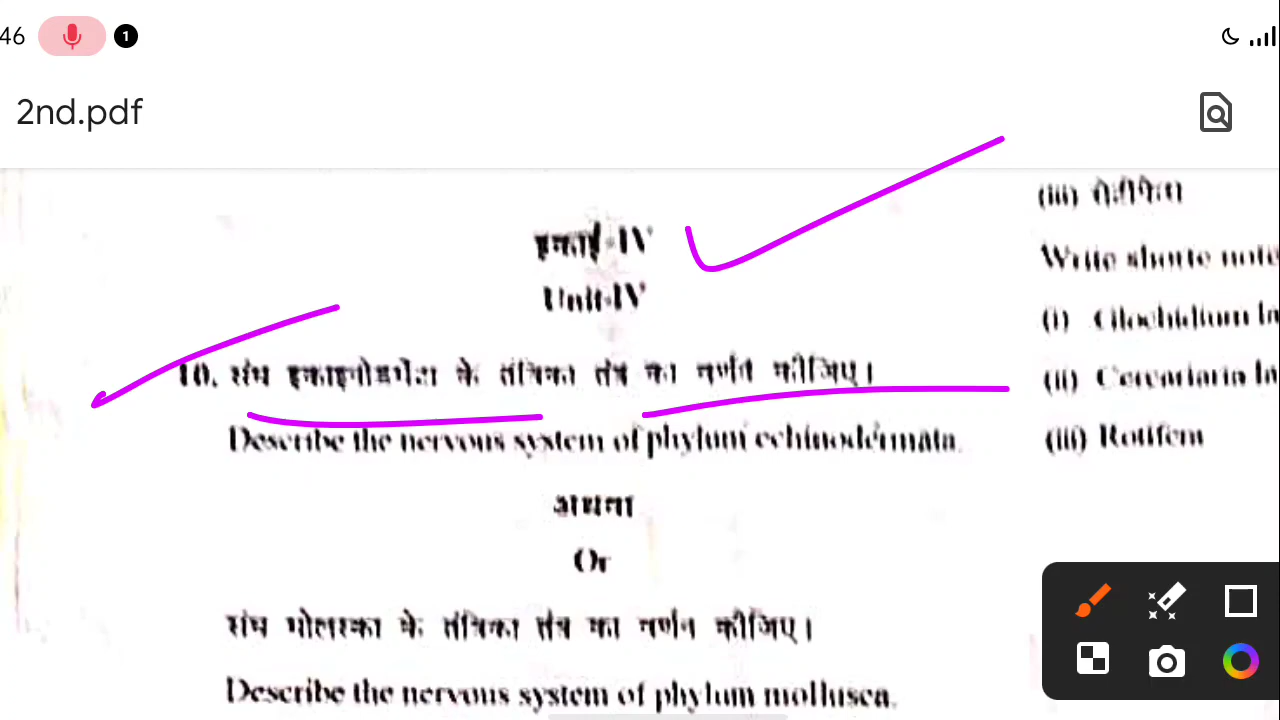 46
1
2nd.pdf
इकाई-IV
Unit-IV
10. संघ इकाइनोडर्मेटा के तंत्रिका तंत्र का वर्णन कीजिए।
Describe the nervous system of phylum echinodermata.
अथवा
Or
संघ मोलस्का के तंत्रिका तंत्र का वर्णन कीजिए।
Describe the nervous system of phylum mollusca.
(iii) रोटीफेरा
Write shorte note
(i) Glochidium la
(ii) Cercariaria la
(iii) Rotifera